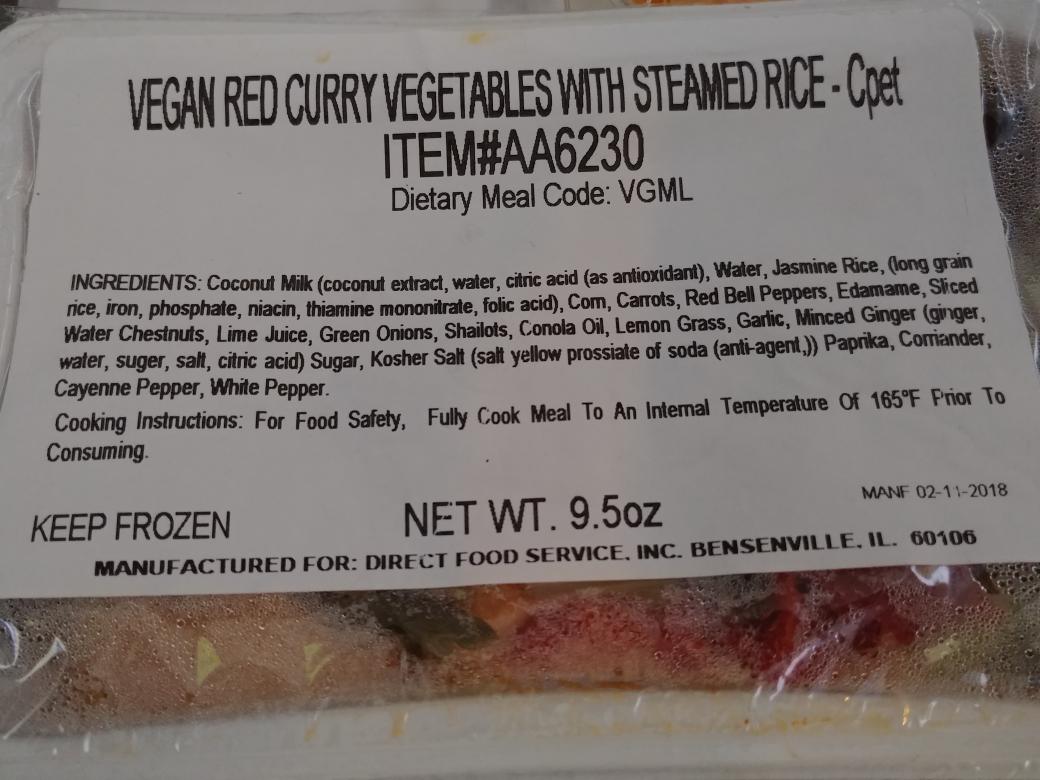 VEGAN RED CURRY VEGETABLES WITH STEAMED RICE - Cpet
ITEM#AA6230
Dietary Meal Code: VGML
INGREDIENTS: Coconut Milk (coconut extract, water, citric acid (as antioxidant), Water, Jasmine Rice, (long grain
rice, iron, phosphate, niacin, thiamine mononitrate, folic acid), Corn, Carrots, Red Bell Peppers, Edamame, Sliced
Water Chestnuts, Lime Juice, Green Onions, Shailots, Conola Oil, Lemon Grass, Garlic, Minced Ginger (ginger,
water, suger, salt, citric acid) Sugar, Kosher Salt (salt yellow prossiate of soda (anti-agent,)) Paprika, Corriander,
Cayenne Pepper, White Pepper.
Cooking Instructions: For Food Safety, Fully Cook Meal To An Internal Temperature Of 165°F Prior To
Consuming.
MANF 02-11-2018
KEEP FROZEN NET WT. 9.5oz
MANUFACTURED FOR: DIRECT FOOD SERVICE, INC. BENSENVILLE, IL. 60106